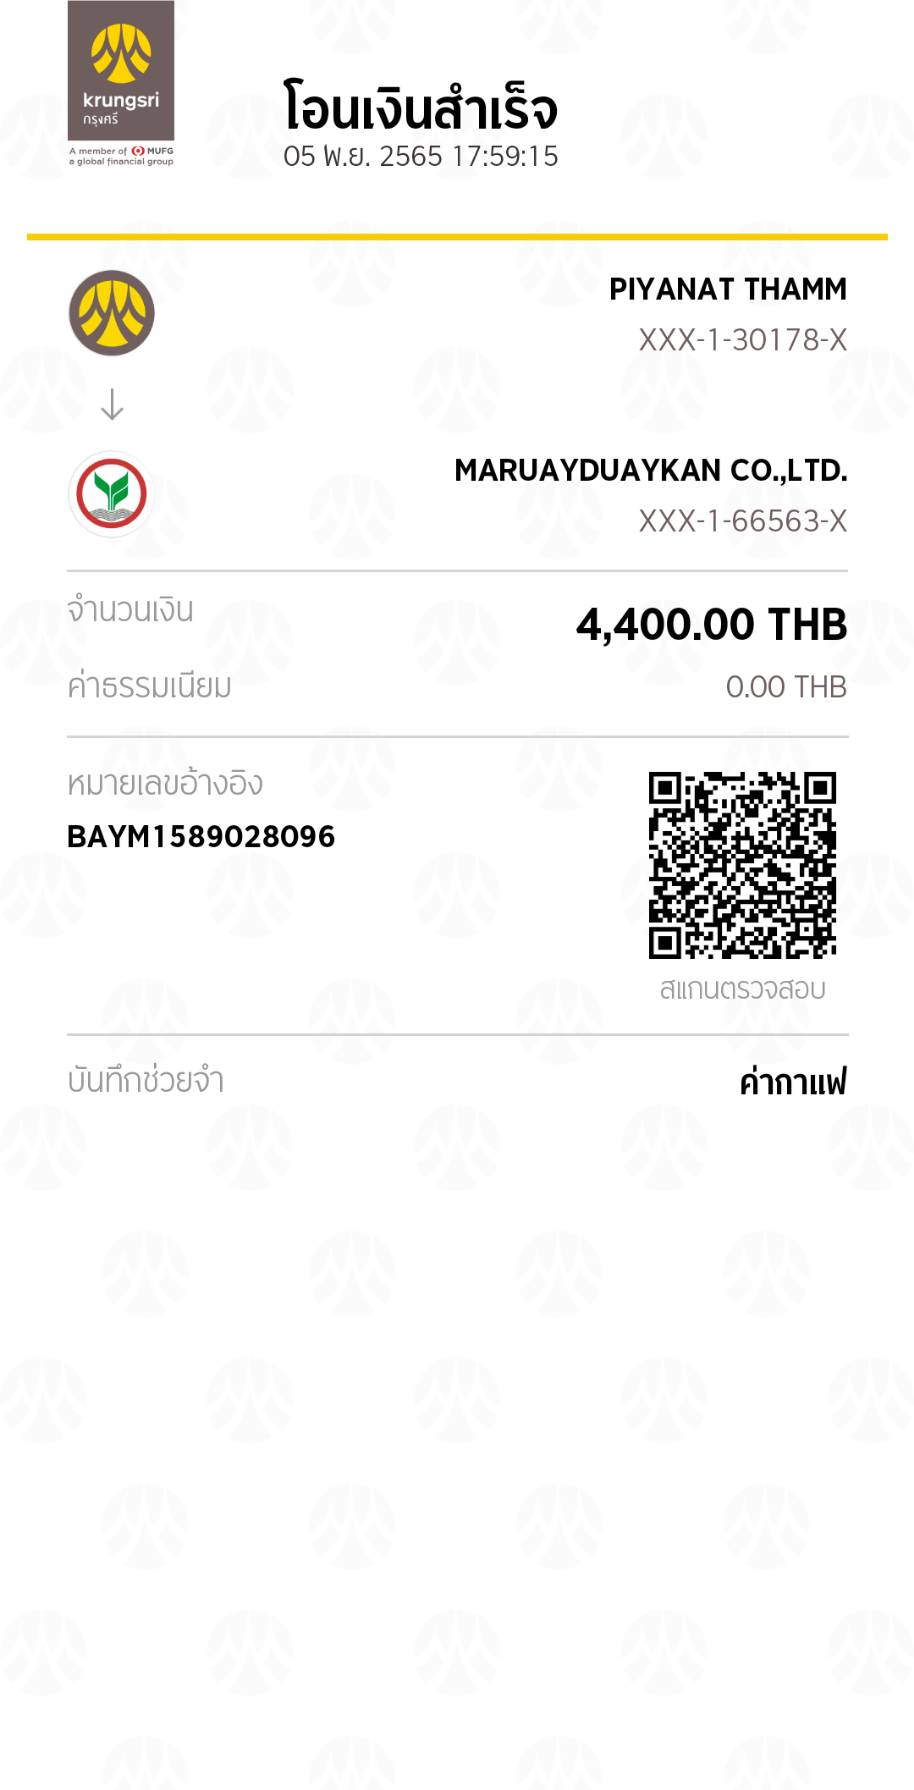 krungsri
กรุงศรี
A member of MUFG
a global financial group
โอนเงินสำเร็จ
05 พ.ย. 2565 17:59:15
PIYANAT THAMM
XXX-1-30178-X
MARUAYDUAYKAN CO.,LTD.
XXX-1-66563-X
จำนวนเงิน 4,400.00 THB
ค่าธรรมเนียม 0.00 THB
หมายเลขอ้างอิง
BAYM1589028096
สแกนตรวจสอบ
บันทึกช่วยจำ ค่ากาแฟ